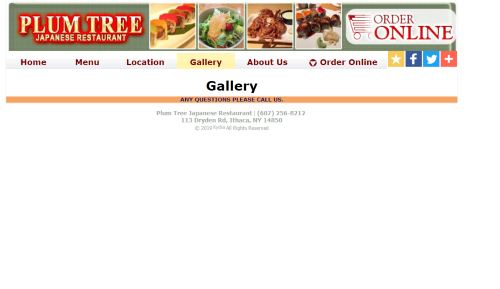 PLUM TREE
JAPANESE RESTAURANT
ORDER
ONLINE
Home Menu Location Gallery About Us Order Online
Gallery
ANY QUESTIONS PLEASE CALL US.
Plum Tree Japanese Restaurant | (607) 256-8212
113 Dryden Rd, Ithaca, NY 14850
© 2019 All Rights Reserved